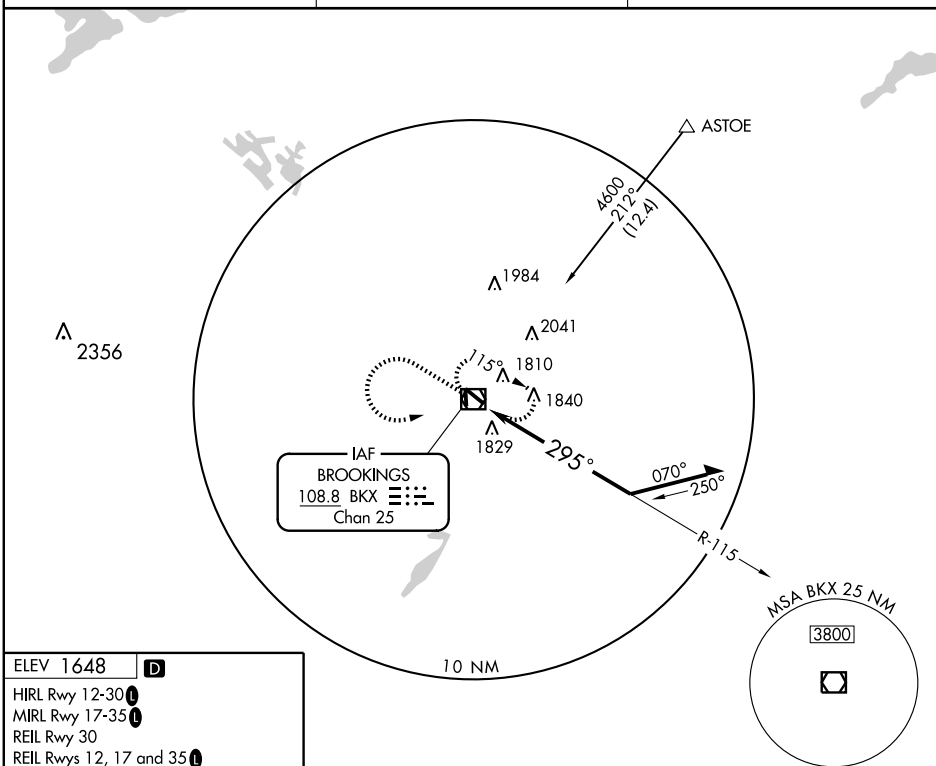 ASTOE
4600
212°
(12.4)
1984
2041
2356
115°
1810
1840
1829
IAF
BROOKINGS
108.8 BKX
Chan 25
295°
070°
250°
R-115
MSA BKX 25 NM
3800
10 NM
ELEV 1648 D
HIRL Rwy 12-30 L
MIRL Rwy 17-35 L
REIL Rwy 30
REIL Rwys 12, 17 and 35 L